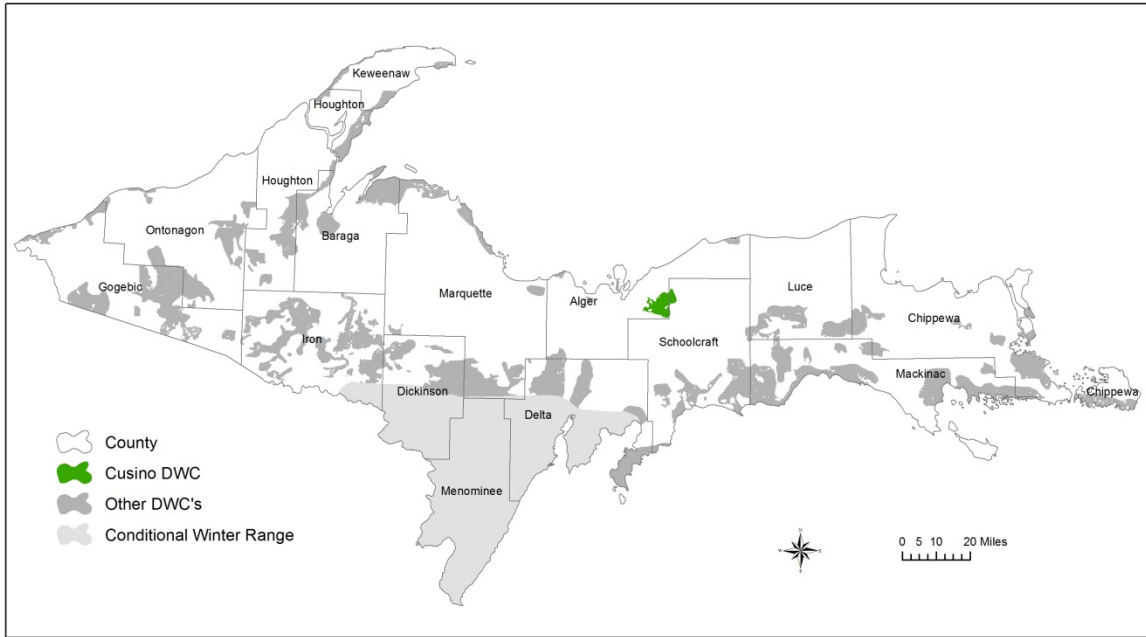 Keweenaw
Houghton
Houghton
Ontonagon
Baraga
Gogebic
Marquette
Alger
Luce
Iron
Schoolcraft
Chippewa
Mackinac
Dickinson
Chippewa
Delta
Menominee
County
Cusino DWC
Other DWC's
Conditional Winter Range
N
W E
S
0 5 10 20 Miles